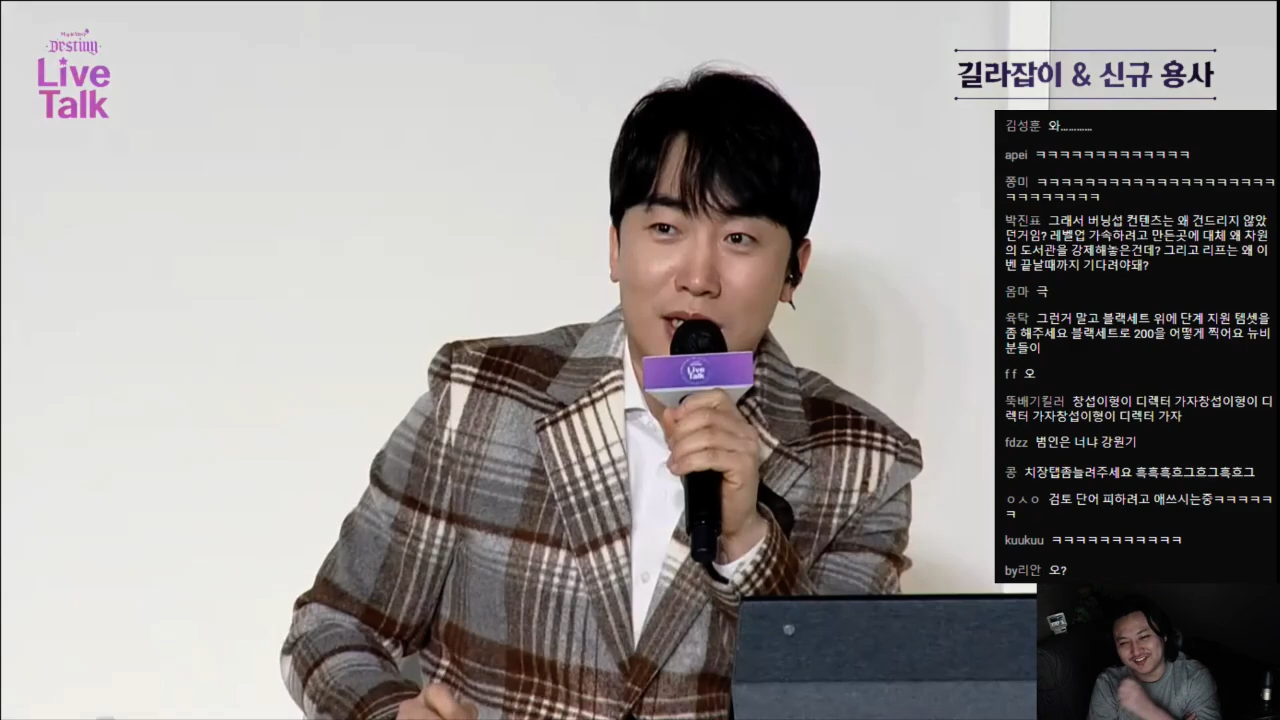 Destiny
Live
Talk
길라잡이 & 신규 용사
김성훈 와............
apei ㅋㅋㅋㅋㅋㅋㅋㅋㅋㅋㅋㅋㅋ
쫑미 ㅋㅋㅋㅋㅋㅋㅋㅋㅋㅋㅋㅋㅋㅋㅋㅋㅋㅋㅋㅋ
ㅋㅋㅋㅋㅋㅋㅋㅋ
박진표 그래서 버닝섭 컨텐츠는 왜 건드리지 않았
던거임? 레벨업 가속하려고 만든곳에 대체 왜 차원
의 도서관을 강제해놓은건데? 그리고 리프는 왜 이
벤 끝날때까지 기다려야돼?
옴마 극
육탁 그런거 말고 블랙세트 위에 단계 지원 템셋을
좀 해주세요 블랙세트로 200을 어떻게 찍어요 뉴비
분들이
f f 오
뚝배기킬러 창섭이형이 디렉터 가자창섭이형이 디
렉터 가자창섭이형이 디렉터 가자
fdzz 범인은 너냐 강원기
콩 치장탭좀늘려주세요 흑흑흑흐그흐그흑흐그
ㅇㅅㅇ 검토 단어 피하려고 애쓰시는중ㅋㅋㅋㅋㅋ
ㅋ
kuukuu ㅋㅋㅋㅋㅋㅋㅋㅋㅋㅋㅋ
by리안 오?
Live
Talk